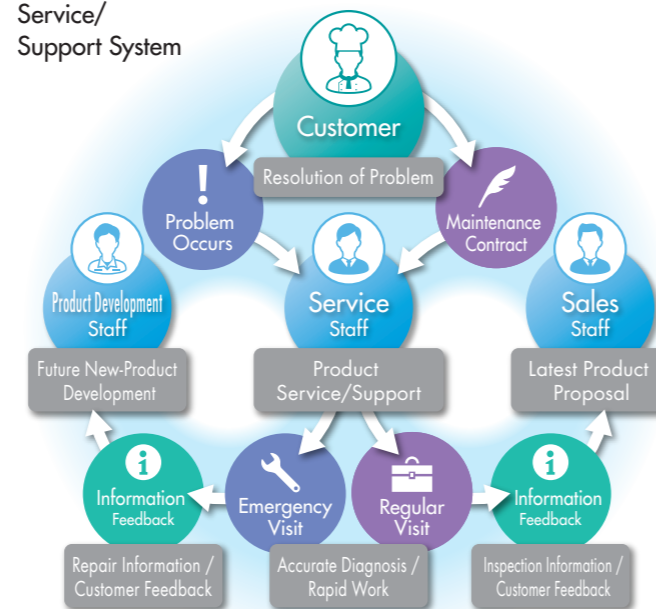 Service/
Support System
Customer
Resolution of Problem
Problem
Occurs
Maintenance
Contract
Product Development
Staff
Service
Staff
Sales
Staff
Future New-Product
Development
Product
Service/Support
Latest Product
Proposal
Information
Feedback
Emergency
Visit
Regular
Visit
Information
Feedback
Repair Information /
Customer Feedback
Accurate Diagnosis /
Rapid Work
Inspection Information /
Customer Feedback